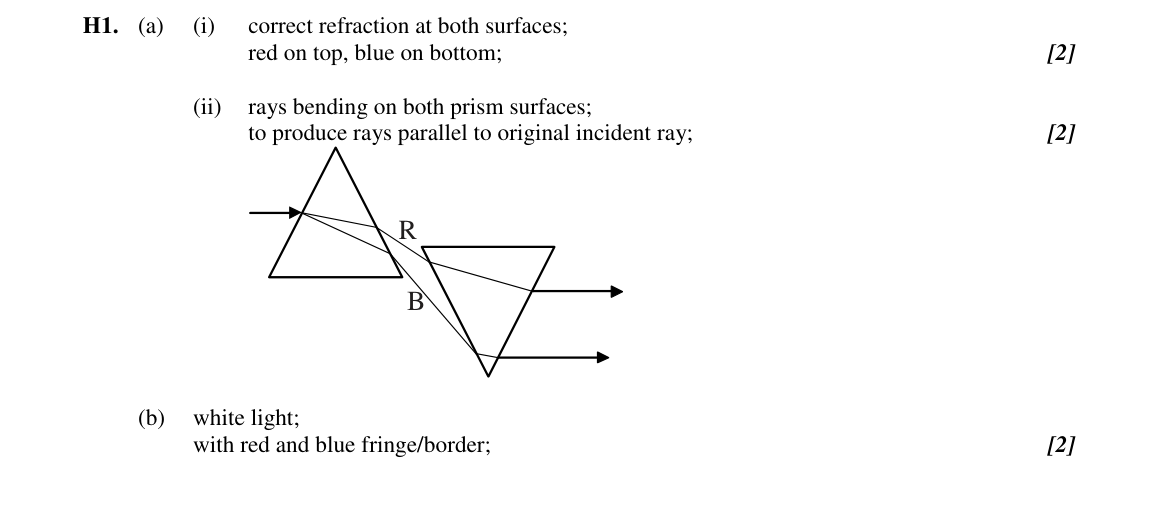 H1. (a) (i) correct refraction at both surfaces;
red on top, blue on bottom; [2]
(ii) rays bending on both prism surfaces;
to produce rays parallel to original incident ray; [2]
R
B
(b) white light;
with red and blue fringe/border; [2]